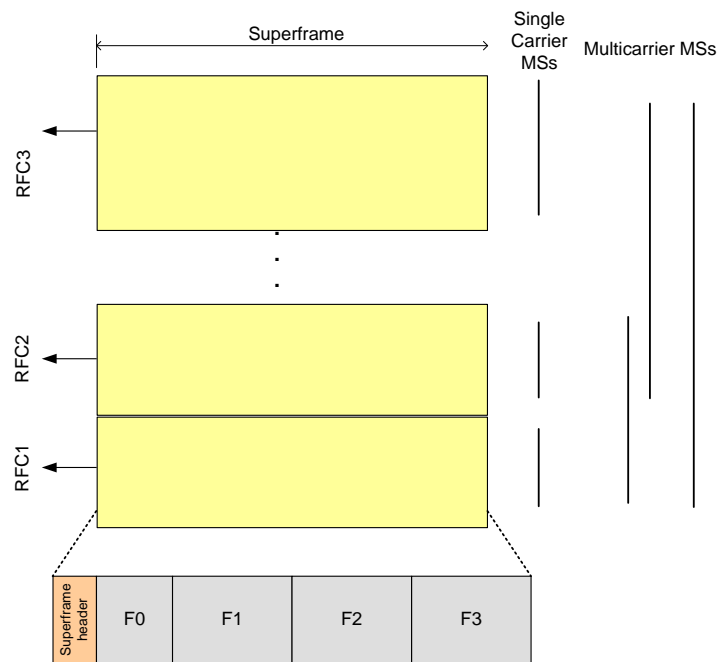 Superframe
Single
Carrier
MSs
Multicarrier MSs
RFC3
RFC2
RFC1
Superframe
header
F0
F1
F2
F3